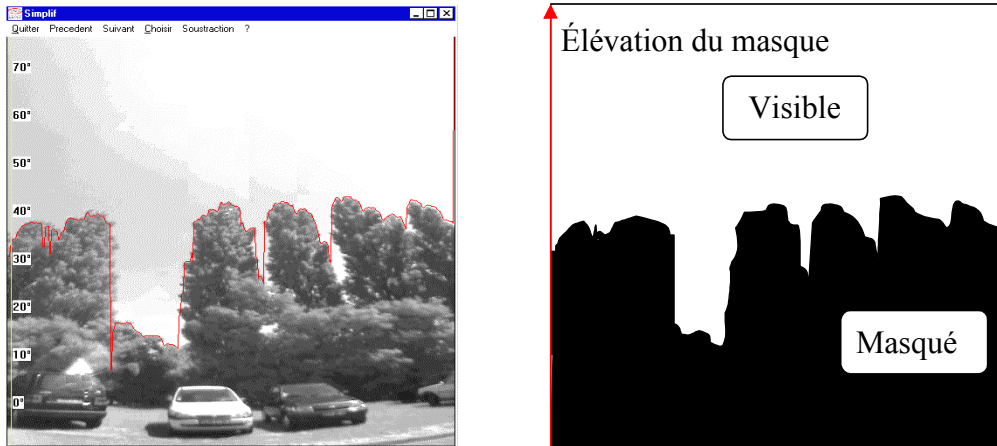 Simplif
Quitter Precedent Suivant Choisir Soustraction ?
70°
60°
50°
40°
30°
20°
10°
0°
Élévation du masque
Visible
Masqué